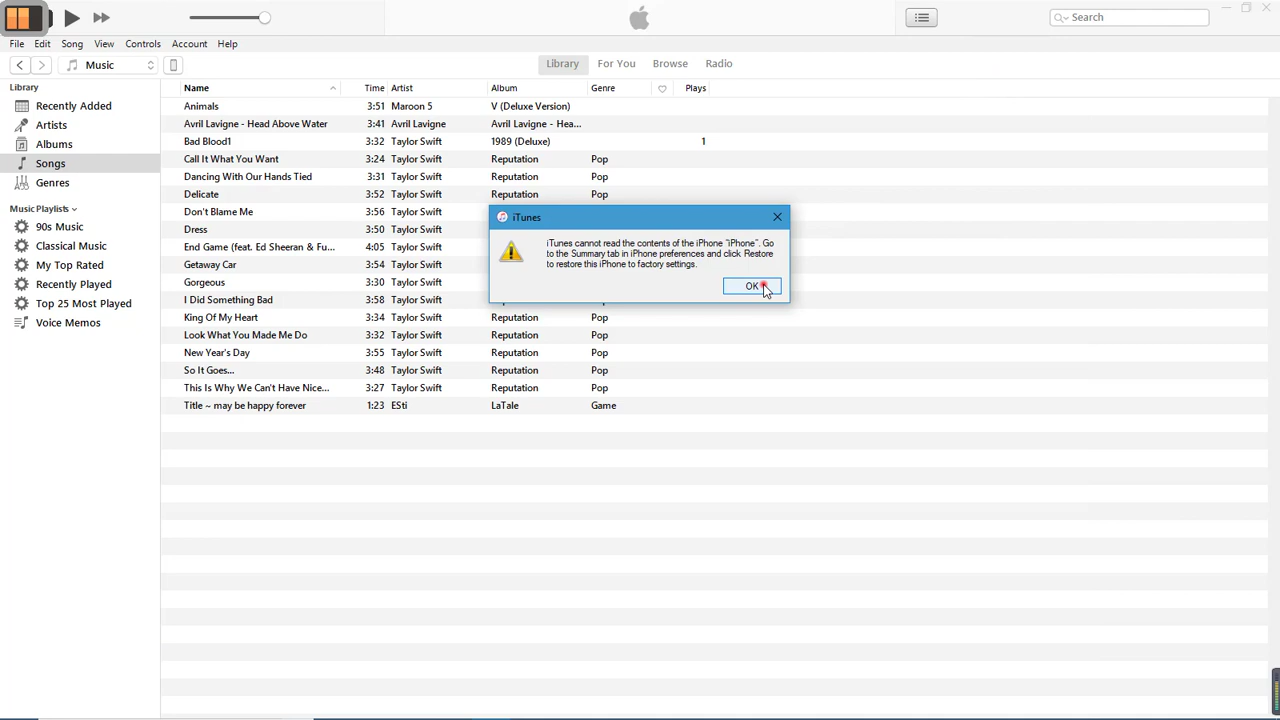 Search
File Edit Song View Controls Account Help
Music Library For You Browse Radio
Library
Recently Added
Artists
Albums
Songs
Genres
Music Playlists
90s Music
Classical Music
My Top Rated
Recently Played
Top 25 Most Played
Voice Memos
Name Time Artist Album Genre Plays
Animals 3:51 Maroon 5 V (Deluxe Version)
Avril Lavigne - Head Above Water 3:41 Avril Lavigne Avril Lavigne - Hea...
Bad Blood1 3:32 Taylor Swift 1989 (Deluxe) 1
Call It What You Want 3:24 Taylor Swift Reputation Pop
Dancing With Our Hands Tied 3:31 Taylor Swift Reputation Pop
Delicate 3:52 Taylor Swift Reputation Pop
Don't Blame Me 3:56 Taylor Swift
Dress 3:50 Taylor Swift
End Game (feat. Ed Sheeran & Fu... 4:05 Taylor Swift
Getaway Car 3:54 Taylor Swift
Gorgeous 3:30 Taylor Swift
I Did Something Bad 3:58 Taylor Swift
King Of My Heart 3:34 Taylor Swift Reputation Pop
Look What You Made Me Do 3:32 Taylor Swift Reputation Pop
New Year's Day 3:55 Taylor Swift Reputation Pop
So It Goes... 3:48 Taylor Swift Reputation Pop
This Is Why We Can't Have Nice... 3:27 Taylor Swift Reputation Pop
Title ~ may be happy forever 1:23 ESti LaTale Game
iTunes
iTunes cannot read the contents of the iPhone "iPhone". Go
to the Summary tab in iPhone preferences and click Restore
to restore this iPhone to factory settings.
OK